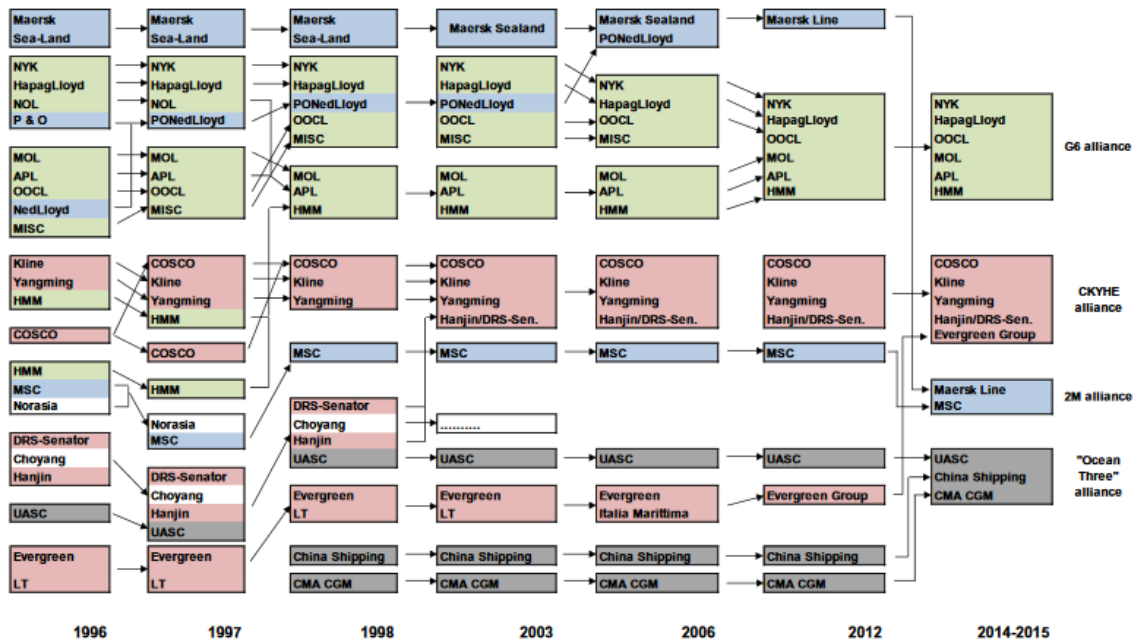 Maersk
Sea-Land
NYK
HapagLloyd
NOL
P & O
MOL
APL
OOCL
NedLloyd
MISC
Kline
Yangming
HMM
COSCO
HMM
MSC
Norasia
DRS-Senator
Choyang
Hanjin
UASC
Evergreen
LT
1996
Maersk
Sea-Land
NYK
HapagLloyd
NOL
PONedLloyd
MOL
APL
OOCL
MISC
COSCO
Kline
Yangming
HMM
COSCO
HMM
Norasia
MSC
DRS-Senator
Choyang
Hanjin
UASC
Evergreen
LT
1997
Maersk
Sea-Land
NYK
HapagLloyd
PONedLloyd
OOCL
MISC
MOL
APL
HMM
COSCO
Kline
Yangming
MSC
DRS-Senator
Choyang
Hanjin
UASC
Evergreen
LT
China Shipping
CMA CGM
1998
Maersk Sealand
NYK
HapagLloyd
PONedLloyd
OOCL
MISC
MOL
APL
HMM
COSCO
Kline
Yangming
Hanjin/DRS-Sen.
MSC
..........
UASC
Evergreen
LT
China Shipping
CMA CGM
2003
Maersk Sealand
PONedLloyd
NYK
HapagLloyd
OOCL
MISC
MOL
APL
HMM
COSCO
Kline
Yangming
Hanjin/DRS-Sen.
MSC
UASC
Evergreen
Italia Marittima
China Shipping
CMA CGM
2006
Maersk Line
NYK
HapagLloyd
OOCL
MOL
APL
HMM
COSCO
Kline
Yangming
Hanjin/DRS-Sen.
MSC
UASC
Evergreen Group
China Shipping
CMA CGM
2012
NYK
HapagLloyd
OOCL
MOL
APL
HMM
COSCO
Kline
Yangming
Hanjin/DRS-Sen.
Evergreen Group
Maersk Line
MSC
UASC
China Shipping
CMA CGM
2014-2015
G6 alliance
CKYHE
alliance
2M alliance
"Ocean
Three"
alliance